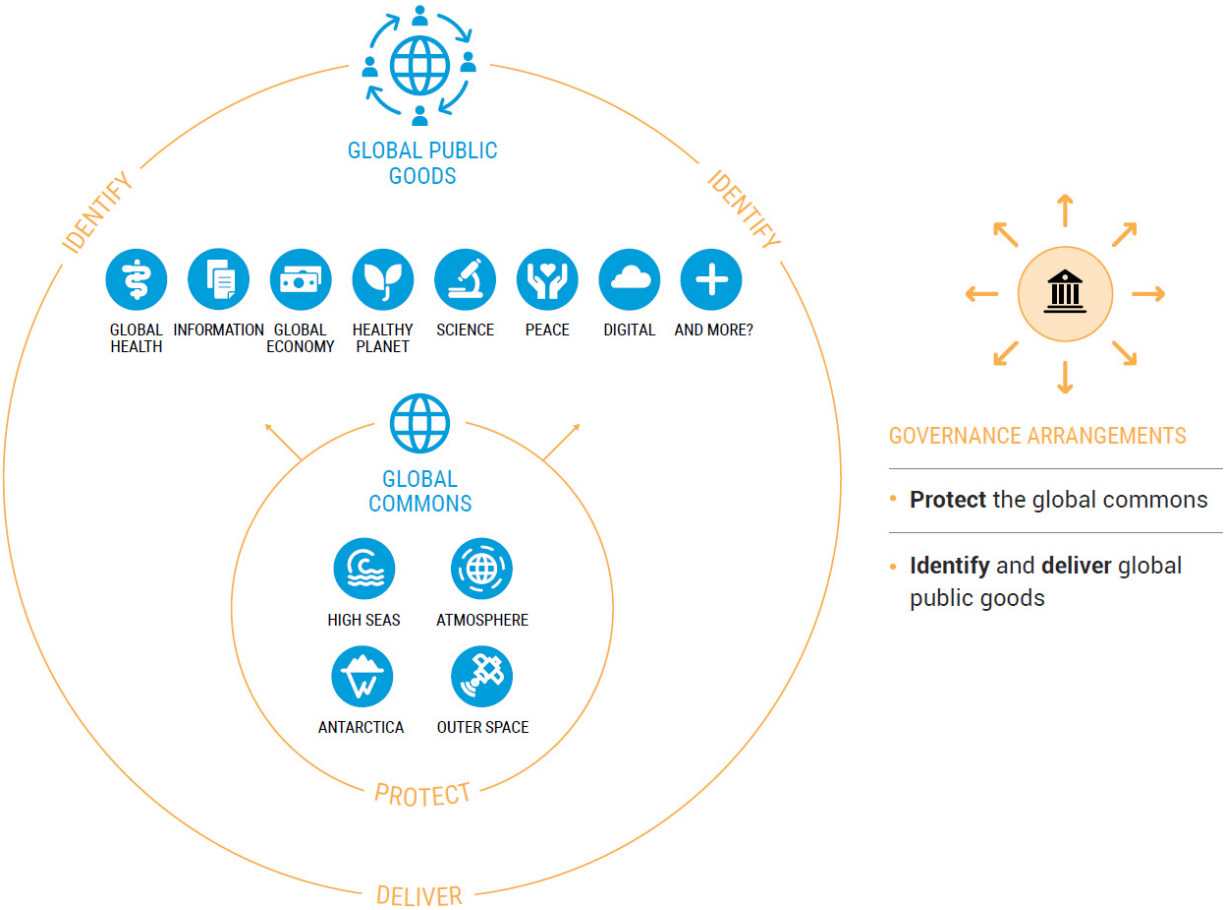 GLOBAL PUBLIC
GOODS
IDENTIFY
IDENTIFY
GLOBAL
HEALTH
INFORMATION
GLOBAL
ECONOMY
HEALTHY
PLANET
SCIENCE
PEACE
DIGITAL
AND MORE?
GLOBAL
COMMONS
HIGH SEAS
ATMOSPHERE
ANTARCTICA
OUTER SPACE
PROTECT
DELIVER
GOVERNANCE ARRANGEMENTS
• Protect the global commons
• Identify and deliver global
public goods